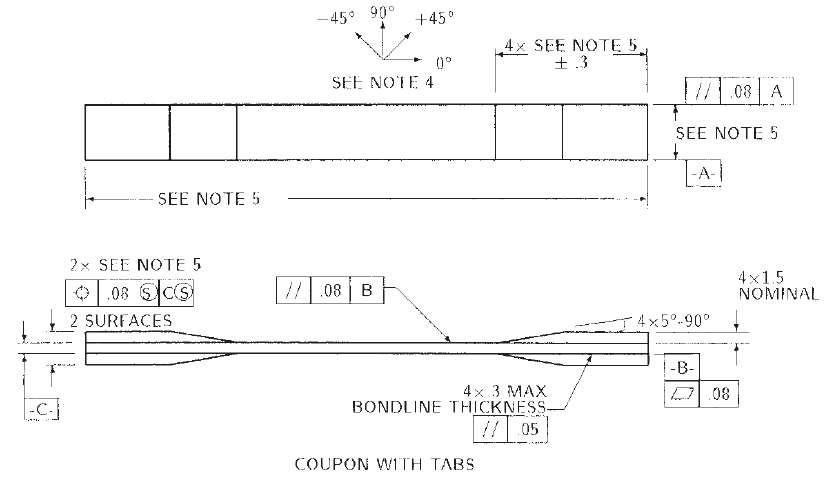 −45° 90° +45°
0°
SEE NOTE 4
4× SEE NOTE 5
± .3
// .08 A
SEE NOTE 5
-A-
SEE NOTE 5
2× SEE NOTE 5
.08 Ⓢ CⓈ
2 SURFACES
// .08 B
4×1.5
NOMINAL
4×5°-90°
-B-
.08
-C-
4×.3 MAX
BONDLINE THICKNESS
// .05
COUPON WITH TABS